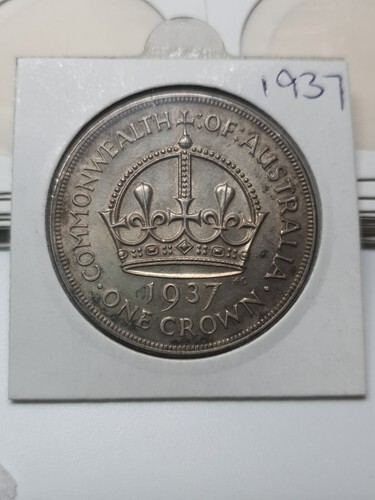 1937
COMMONWEALTH·:·OF·:·AUSTRALIA·
1937
·ONE CROWN·